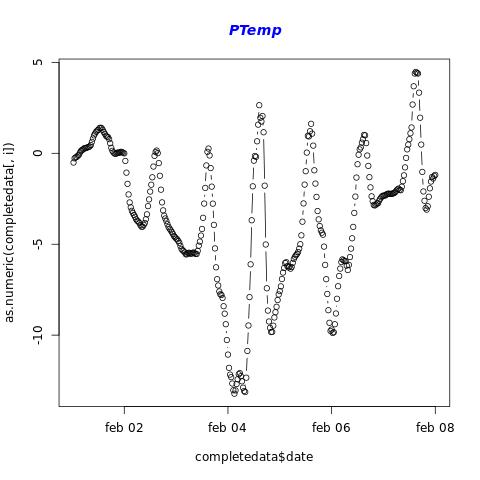 PTemp
as.numeric(completedata[, i])
5
0
-5
-10
feb 02
feb 04
feb 06
feb 08
completedata$date